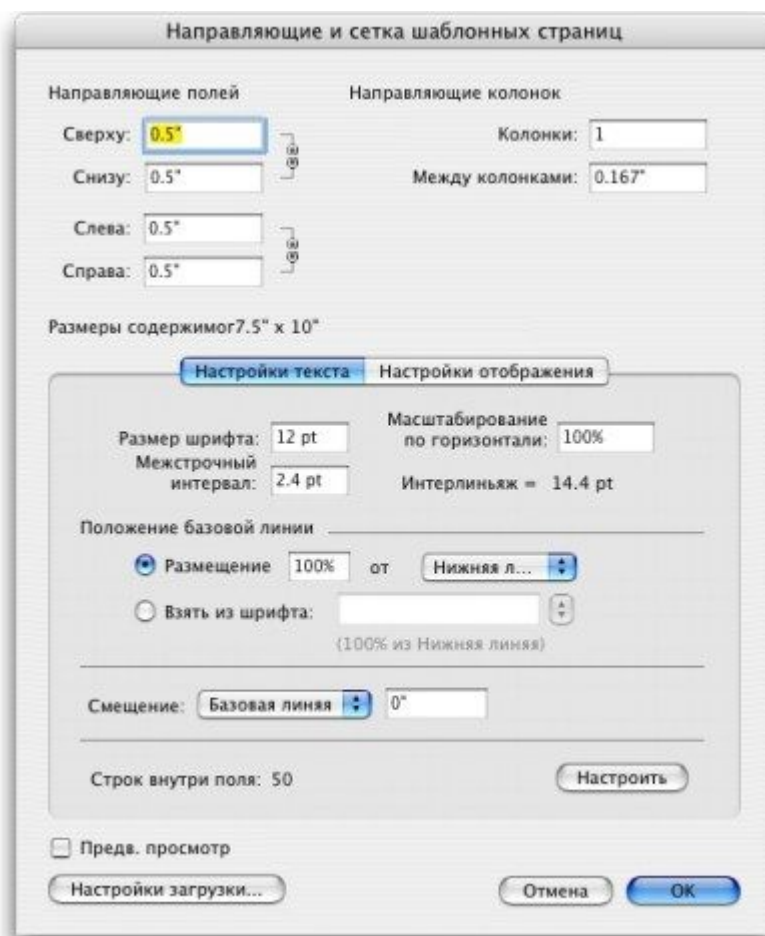 Направляющие и сетка шаблонных страниц
Направляющие полей
Направляющие колонок
Сверху: 0.5"
Колонки: 1
Снизу: 0.5"
Между колонками: 0.167"
Слева: 0.5"
Справа: 0.5"
Размеры содержимог7.5" x 10"
Настройки текста
Настройки отображения
Размер шрифта: 12 pt
Масштабирование
по горизонтали: 100%
Межстрочный
интервал: 2.4 pt
Интерлиньяж = 14.4 pt
Положение базовой линии
Размещение 100% от Нижняя л...
Взять из шрифта:
(100% из Нижняя линяя)
Смещение: Базовая линяя 0"
Строк внутри поля: 50
Настроить
Предв. просмотр
Настройки загрузки...
Отмена
OK